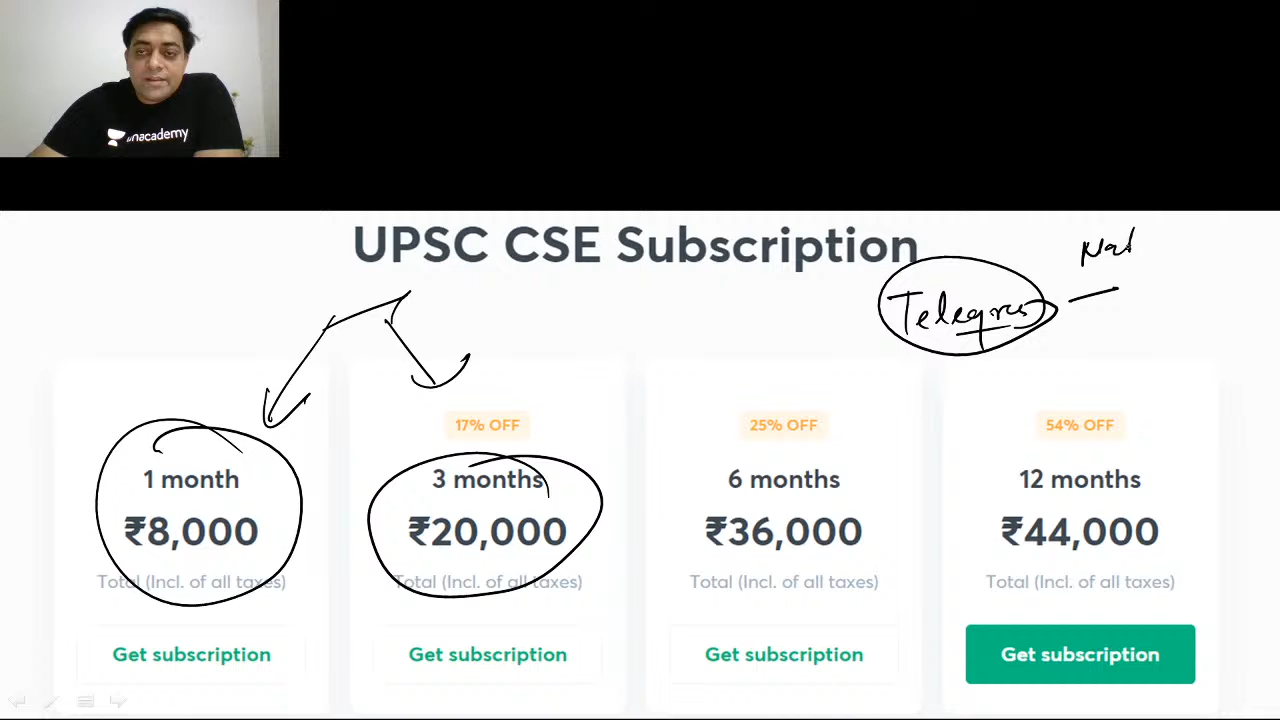 unacademy
UPSC CSE Subscription
Telegram
17% OFF
25% OFF
54% OFF
1 month
3 months
6 months
12 months
₹8,000
₹20,000
₹36,000
₹44,000
Total (Incl. of all taxes)
Total (Incl. of all taxes)
Total (Incl. of all taxes)
Total (Incl. of all taxes)
Get subscription
Get subscription
Get subscription
Get subscription